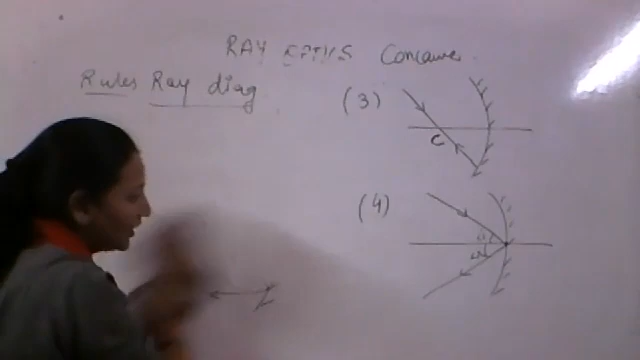 RAY OPTICS Concave
Rules Ray diag
(3)
C
(4)